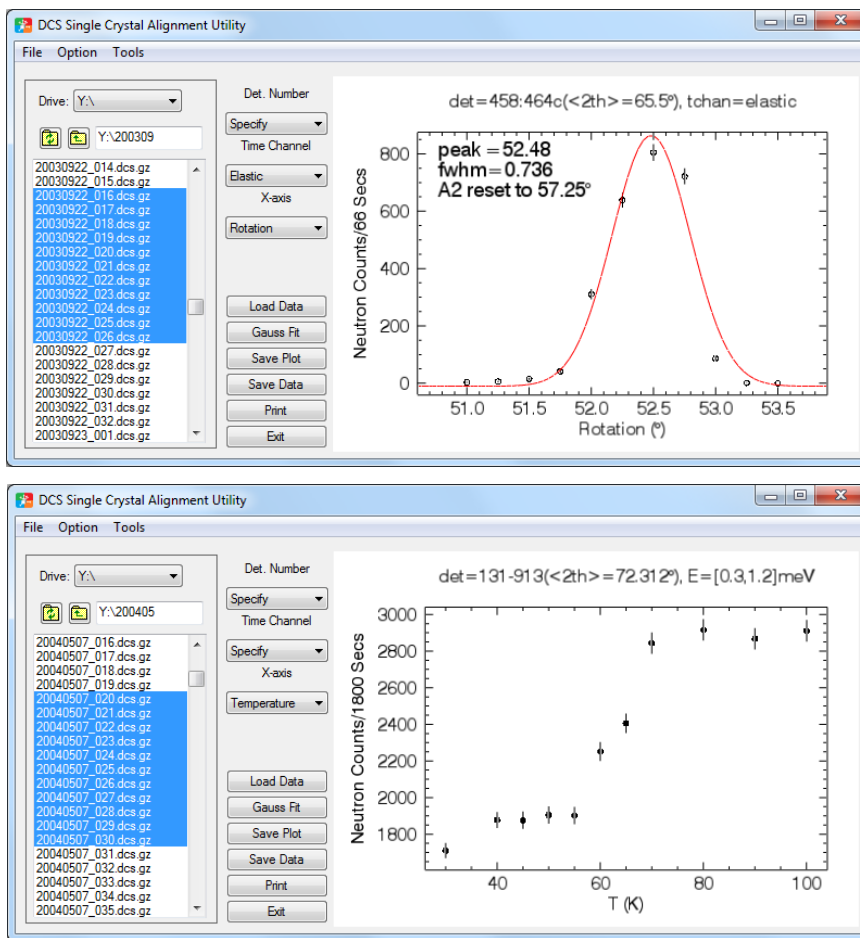 DCS Single Crystal Alignment Utility
File Option Tools
Drive: Y:\
Y:\200309
20030922_014.dcs.gz
20030922_015.dcs.gz
20030922_016.dcs.gz
20030922_017.dcs.gz
20030922_018.dcs.gz
20030922_019.dcs.gz
20030922_020.dcs.gz
20030922_021.dcs.gz
20030922_022.dcs.gz
20030922_023.dcs.gz
20030922_024.dcs.gz
20030922_025.dcs.gz
20030922_026.dcs.gz
20030922_027.dcs.gz
20030922_028.dcs.gz
20030922_029.dcs.gz
20030922_030.dcs.gz
20030922_031.dcs.gz
20030922_032.dcs.gz
20030923_001.dcs.gz
Det. Number
Specify
Time Channel
Elastic
X-axis
Rotation
Load Data
Gauss Fit
Save Plot
Save Data
Print
Exit
det=458:464c(<2th>=65.5°), tchan=elastic
peak = 52.48
fwhm = 0.736
A2 reset to 57.25°
Neutron Counts/66 Secs
800
600
400
200
0
51.0 51.5 52.0 52.5 53.0 53.5
Rotation (°)
DCS Single Crystal Alignment Utility
File Option Tools
Drive: Y:\
Y:\200405
20040507_016.dcs.gz
20040507_017.dcs.gz
20040507_018.dcs.gz
20040507_019.dcs.gz
20040507_020.dcs.gz
20040507_021.dcs.gz
20040507_022.dcs.gz
20040507_023.dcs.gz
20040507_024.dcs.gz
20040507_025.dcs.gz
20040507_026.dcs.gz
20040507_027.dcs.gz
20040507_028.dcs.gz
20040507_029.dcs.gz
20040507_030.dcs.gz
20040507_031.dcs.gz
20040507_032.dcs.gz
20040507_033.dcs.gz
20040507_034.dcs.gz
20040507_035.dcs.gz
Det. Number
Specify
Time Channel
Specify
X-axis
Temperature
Load Data
Gauss Fit
Save Plot
Save Data
Print
Exit
det=131-913(<2th>=72.312°), E=[0.3,1.2]meV
Neutron Counts/1800 Secs
3000
2800
2600
2400
2200
2000
1800
40 60 80 100
T (K)